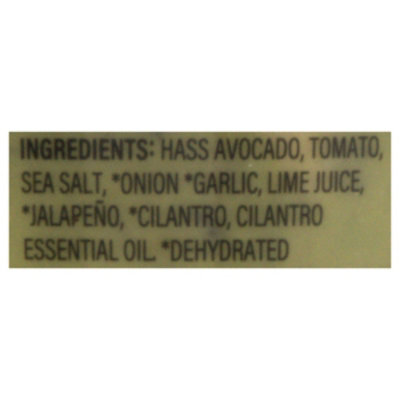 INGREDIENTS: HASS AVOCADO, TOMATO,
SEA SALT, *ONION *GARLIC, LIME JUICE,
*JALAPEÑO, *CILANTRO, CILANTRO
ESSENTIAL OIL. *DEHYDRATED